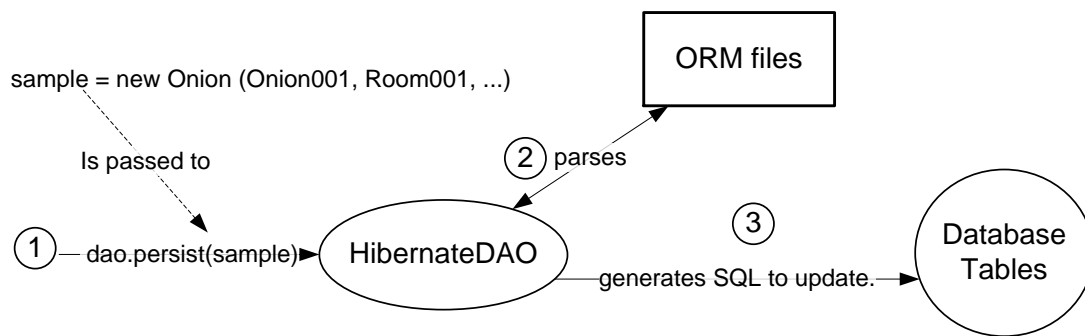 ORM files
sample = new Onion (Onion001, Room001, ...)
Is passed to
2 parses
1 dao.persist(sample)
HibernateDAO
3
generates SQL to update.
Database
Tables